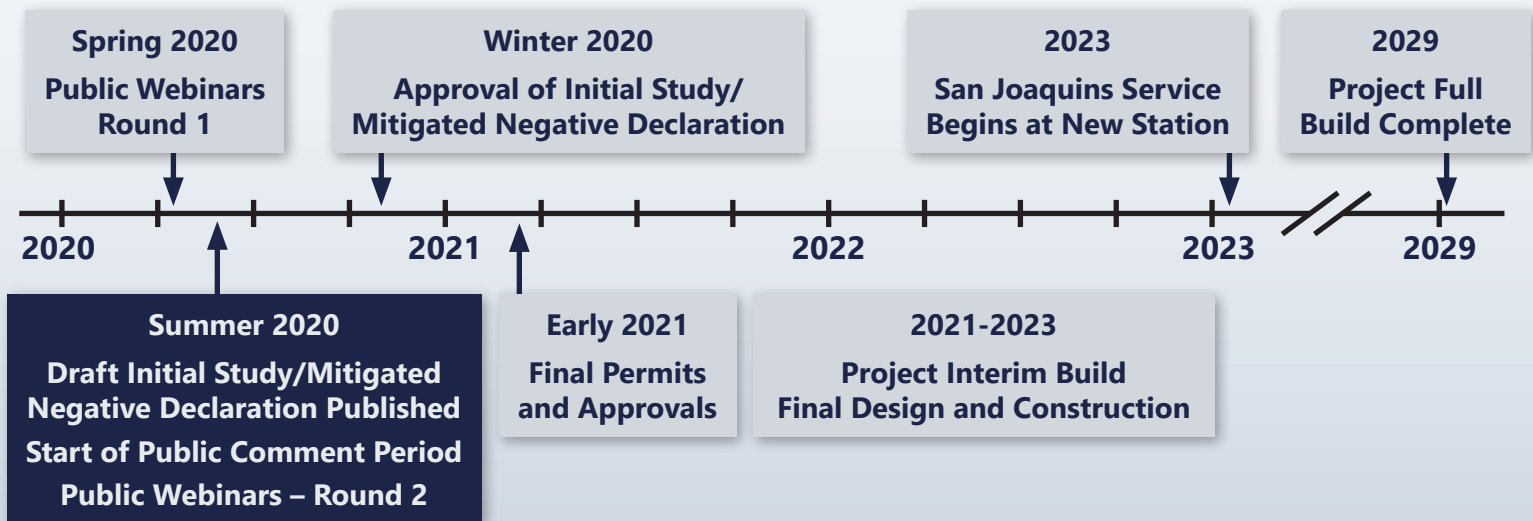 Spring 2020
Public Webinars
Round 1
Winter 2020
Approval of Initial Study/
Mitigated Negative Declaration
2023
San Joaquins Service
Begins at New Station
2029
Project Full
Build Complete
2020
2021
2022
2023
2029
Summer 2020
Draft Initial Study/Mitigated
Negative Declaration Published
Start of Public Comment Period
Public Webinars – Round 2
Early 2021
Final Permits
and Approvals
2021-2023
Project Interim Build
Final Design and Construction